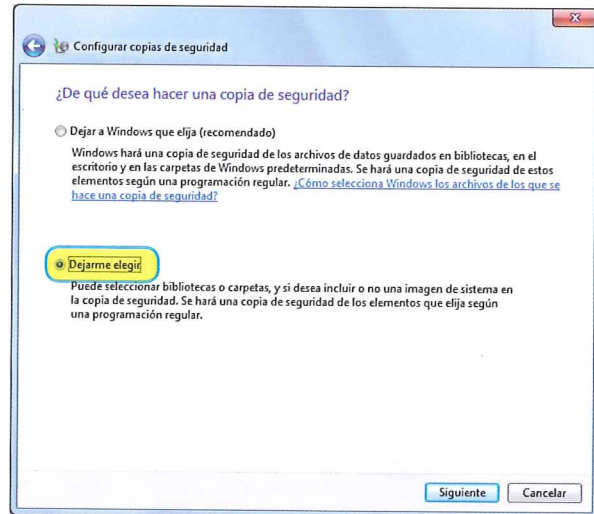 Configurar copias de seguridad
¿De qué desea hacer una copia de seguridad?
Dejar a Windows que elija (recomendado)
Windows hará una copia de seguridad de los archivos de datos guardados en bibliotecas, en el
escritorio y en las carpetas de Windows predeterminadas. Se hará una copia de seguridad de estos
elementos según una programación regular. ¿Cómo selecciona Windows los archivos de los que se
hace una copia de seguridad?
Dejarme elegir
Puede seleccionar bibliotecas o carpetas, y si desea incluir o no una imagen de sistema en
la copia de seguridad. Se hará una copia de seguridad de los elementos que elija según
una programación regular.
Siguiente Cancelar